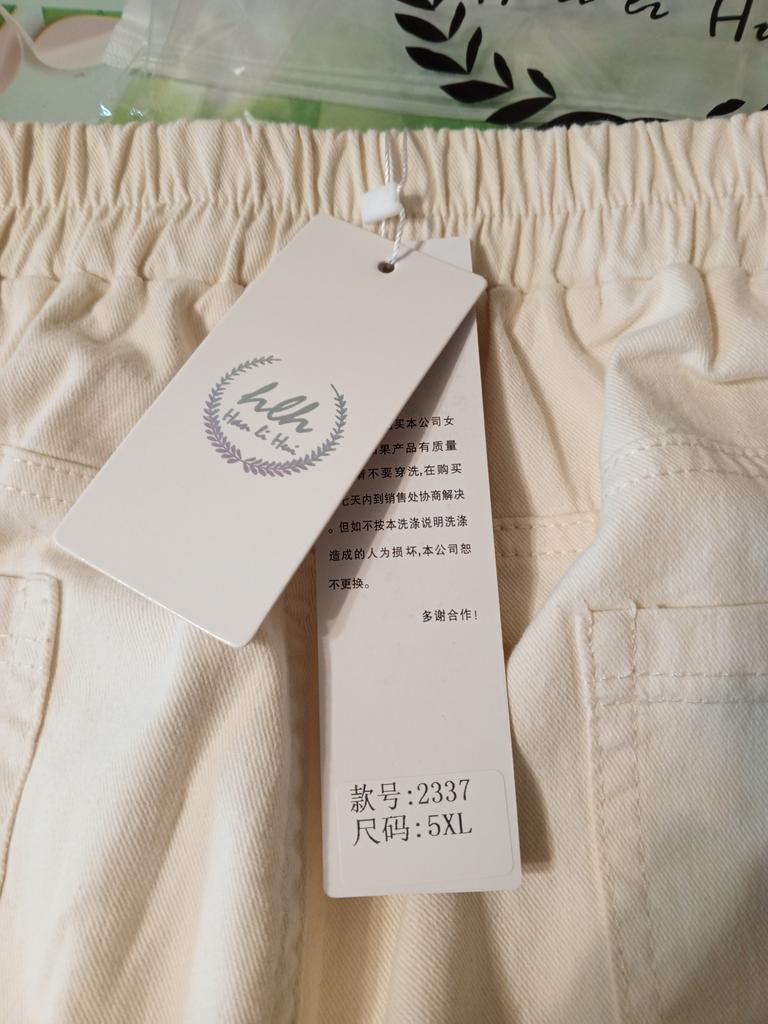 hlh
Han li Hui
买本公司女
果产品有质量
不要穿洗,在购买
七天内到销售处协商解决
。但如不按本洗涤说明洗涤
造成的人为损坏,本公司恕
不更换。
多谢合作!
款号:2337
尺码:5XL